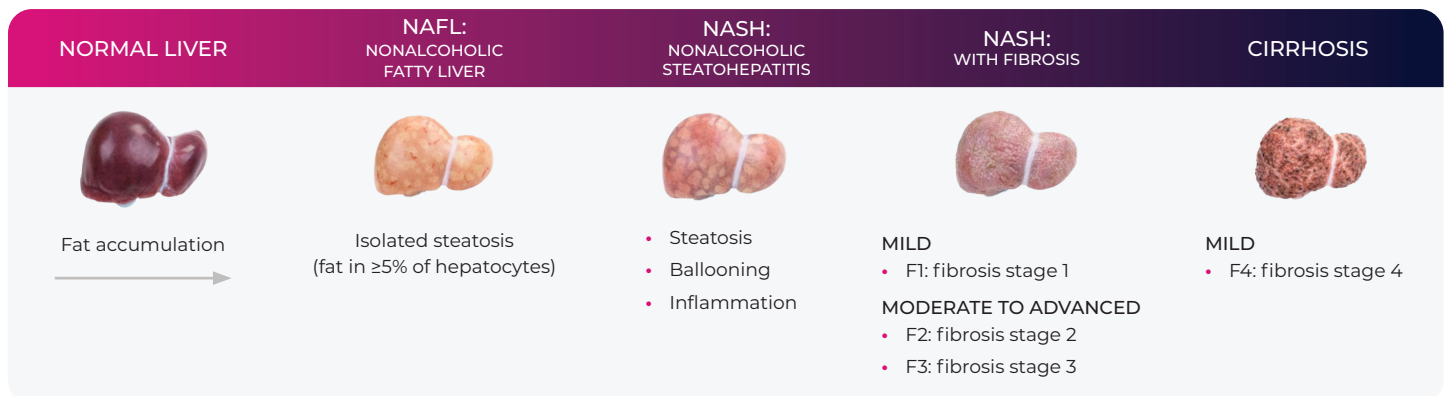 NORMAL LIVER
NAFL:
NONALCOHOLIC
FATTY LIVER
NASH:
NONALCOHOLIC
STEATOHEPATITIS
NASH:
WITH FIBROSIS
CIRRHOSIS
Fat accumulation
Isolated steatosis
(fat in ≥5% of hepatocytes)
• Steatosis
• Ballooning
• Inflammation
MILD
• F1: fibrosis stage 1
MODERATE TO ADVANCED
• F2: fibrosis stage 2
• F3: fibrosis stage 3
MILD
• F4: fibrosis stage 4